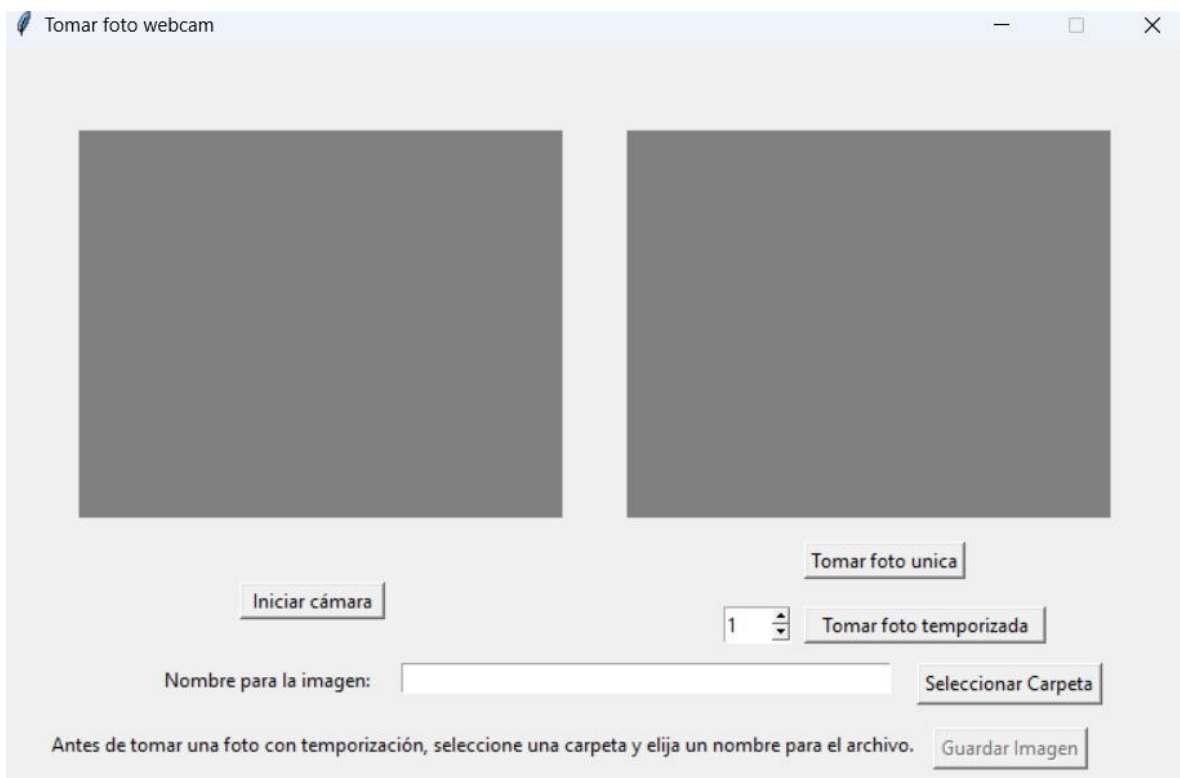 Tomar foto webcam
Tomar foto unica
Iniciar cámara
1
Tomar foto temporizada
Nombre para la imagen:
Seleccionar Carpeta
Antes de tomar una foto con temporización, seleccione una carpeta y elija un nombre para el archivo.
Guardar Imagen